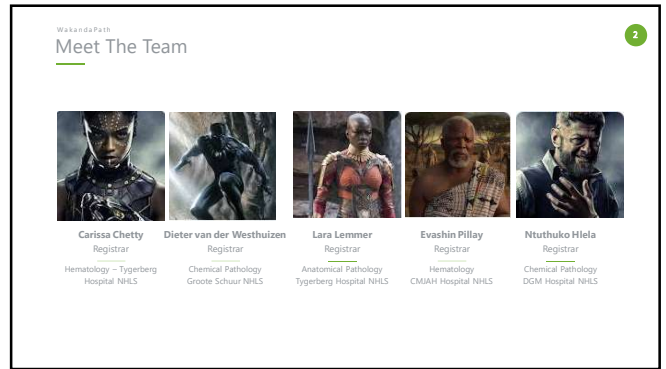 WakandaPath
Meet The Team
2
Carissa Chetty
Registrar
Hematology – Tygerberg
Hospital NHLS
Dieter van der Westhuizen
Registrar
Chemical Pathology
Groote Schuur NHLS
Lara Lemmer
Registrar
Anatomical Pathology
Tygerberg Hospital NHLS
Evashin Pillay
Registrar
Hematology
CMJAH Hospital NHLS
Ntuthuko Hlela
Registrar
Chemical Pathology
DGM Hospital NHLS